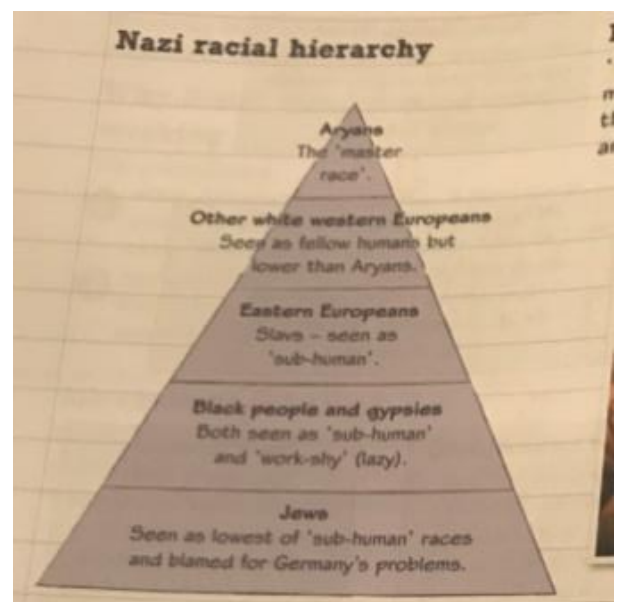 Nazi racial hierarchy
Aryans
The 'master
race'.
Other white western Europeans
Seen as fellow humans but
lower than Aryans.
Eastern Europeans
Slavs – seen as
'sub-human'.
Black people and gypsies
Both seen as 'sub-human'
and 'work-shy' (lazy).
Jews
Seen as lowest of 'sub-human' races
and blamed for Germany's problems.